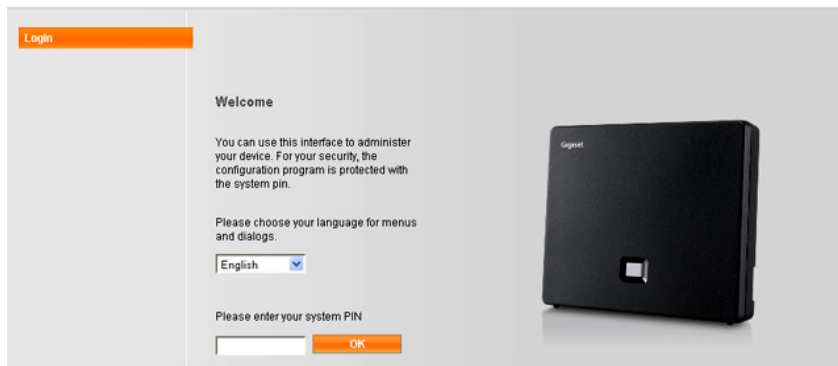 Login
Welcome
You can use this interface to administer
your device. For your security, the
configuration program is protected with
the system pin.
Please choose your language for menus
and dialogs.
English
Please enter your system PIN
OK
Gigaset